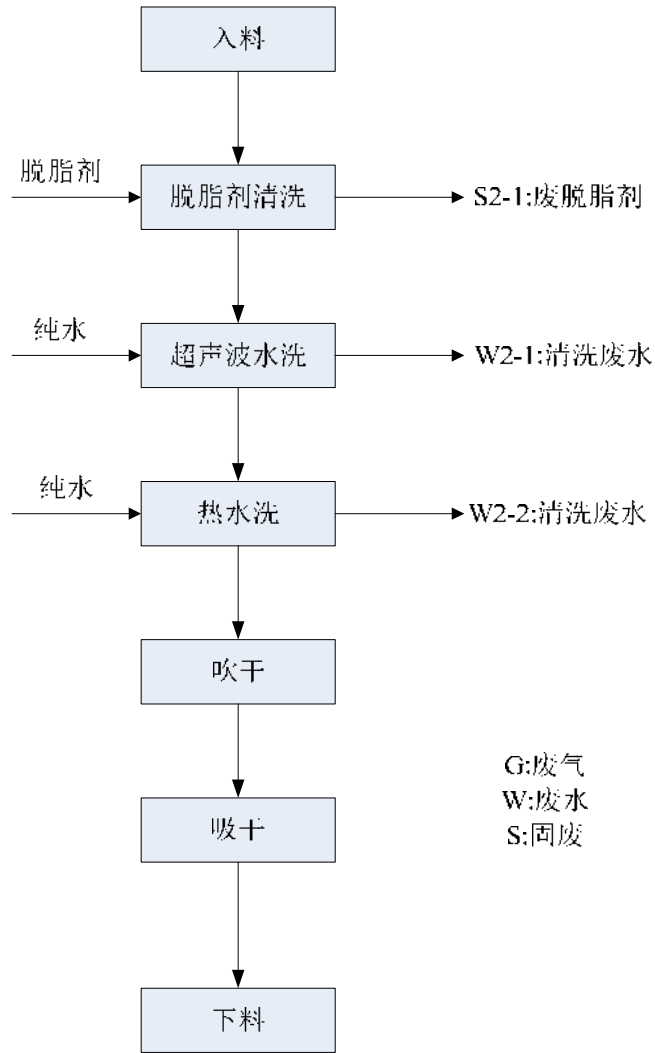 入料
脱脂剂
脱脂剂清洗
S2-1:废脱脂剂
纯水
超声波水洗
W2-1:清洗废水
纯水
热水洗
W2-2:清洗废水
吹干
G:废气
W:废水
S:固废
吸干
下料